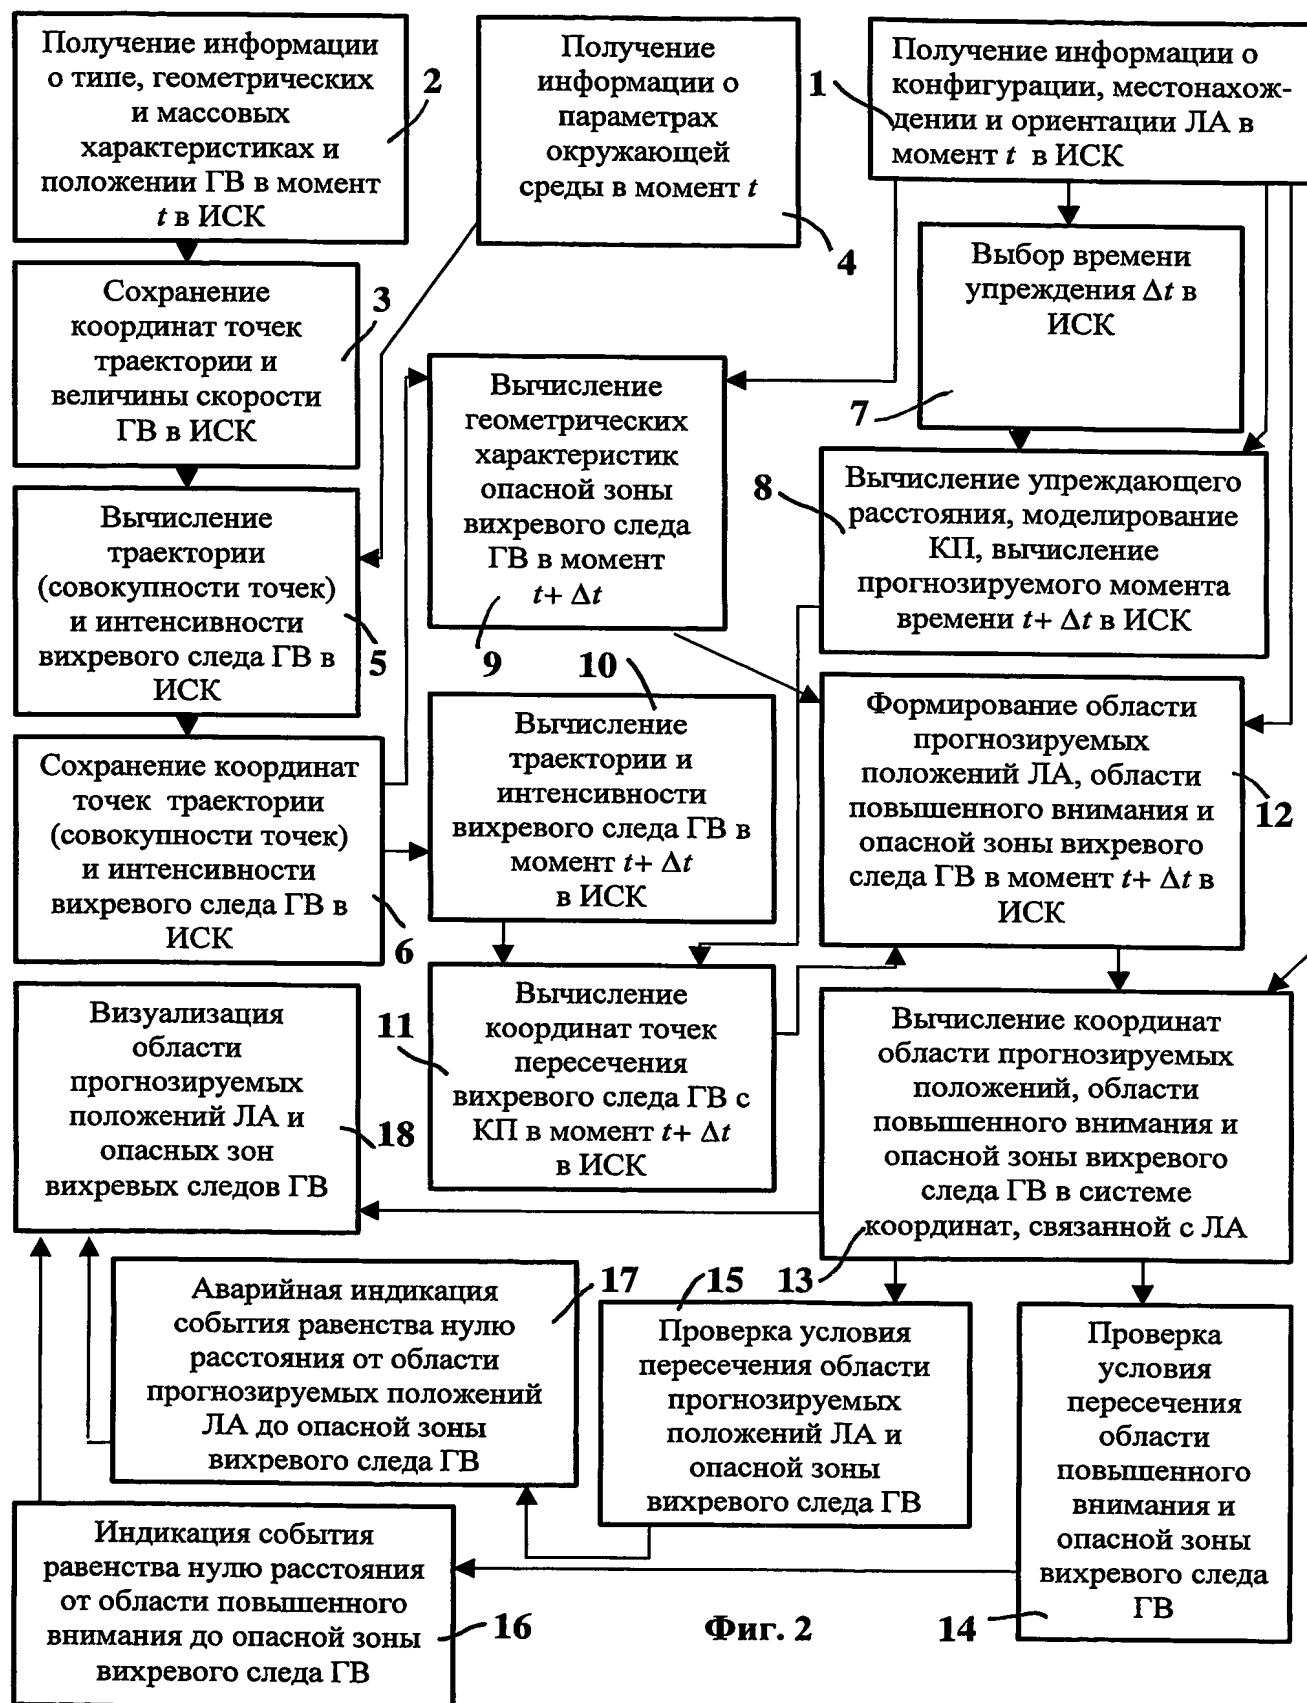 Получение информации
о типе, геометрических
и массовых
характеристиках и
положении ГВ в момент
t в ИСК
2
Получение
информации о
параметрах
окружающей
среды в момент t
4
1
Получение информации о
конфигурации, местонахож-
дении и ориентации ЛА в
момент t в ИСК
Сохранение
координат точек
траектории и
величины скорости
ГВ в ИСК
3
Выбор времени
упреждения Δt в
ИСК
7
Вычисление
геометрических
характеристик
опасной зоны
вихревого следа
ГВ в момент
t+ Δt
9
8
Вычисление упреждающего
расстояния, моделирование
КП, вычисление
прогнозируемого момента
времени t+ Δt в ИСК
Вычисление
траектории
(совокупности точек)
и интенсивности
вихревого следа ГВ в
ИСК
5
10
Вычисление
траектории и
интенсивности
вихревого следа ГВ в
момент t+ Δt
в ИСК
Формирование области
прогнозируемых
положений ЛА, области
повышенного внимания и
опасной зоны вихревого
следа ГВ в момент t+ Δt в
ИСК
12
Сохранение координат
точек траектории
(совокупности точек)
и интенсивности
вихревого следа ГВ в
ИСК
6
11
Вычисление
координат точек
пересечения
вихревого следа ГВ с
КП в момент t+ Δt
в ИСК
Вычисление координат
области прогнозируемых
положений, области
повышенного внимания и
опасной зоны вихревого
следа ГВ в системе
координат, связанной с ЛА
13
Визуализация
области
прогнозируемых
положений ЛА и
опасных зон
вихревых следов ГВ
18
Аварийная индикация
события равенства нулю
расстояния от области
прогнозируемых положений
ЛА до опасной зоны
вихревого следа ГВ
17
15
Проверка условия
пересечения области
прогнозируемых
положений ЛА и
опасной зоны
вихревого следа ГВ
Проверка
условия
пересечения
области
повышенного
внимания и
опасной зоны
вихревого следа
ГВ
14
Индикация события
равенства нулю расстояния
от области повышенного
внимания до опасной зоны
вихревого следа ГВ
16
Фиг. 2